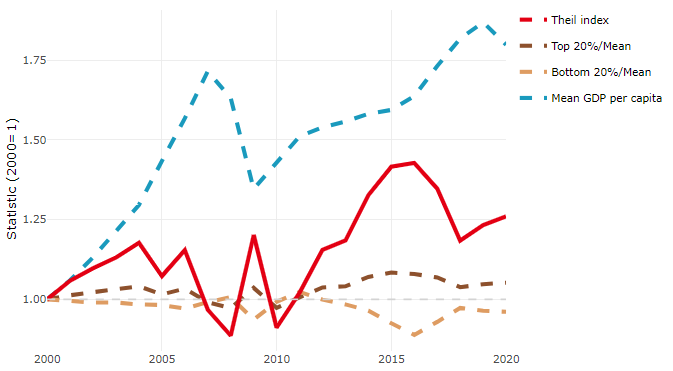 Theil index
Top 20%/Mean
Bottom 20%/Mean
Mean GDP per capita
Statistic (2000=1)
1.75
1.50
1.25
1.00
2000
2005
2010
2015
2020